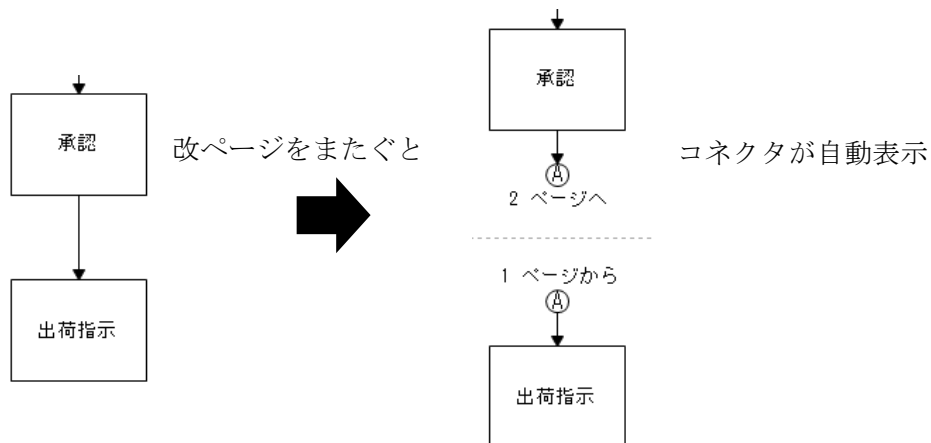 承認
出荷指示
改ページをまたぐと
承認
Ⓐ
2 ページへ
1 ページから
Ⓐ
出荷指示
コネクタが自動表示